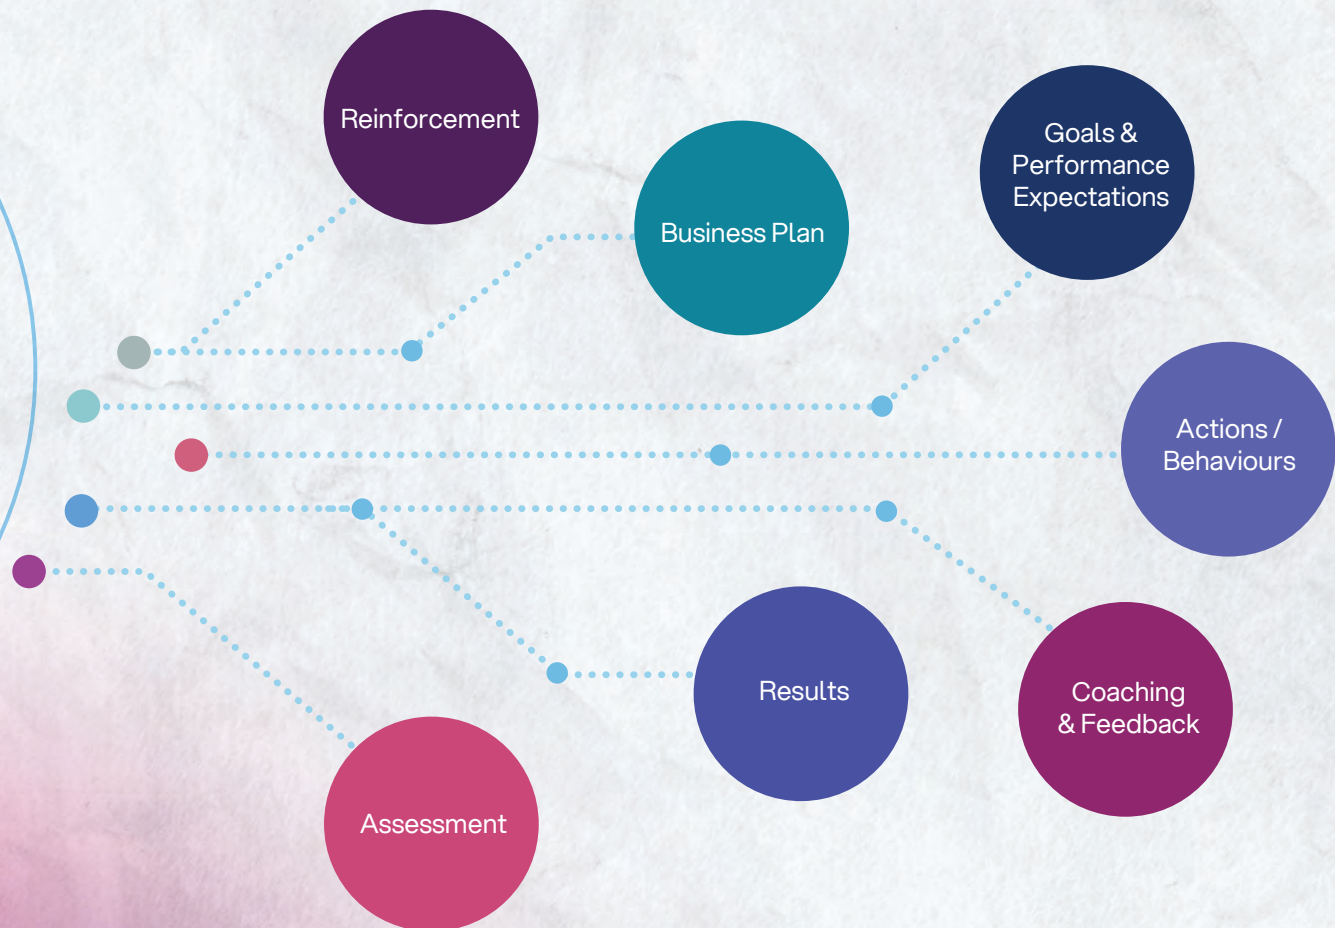 Reinforcement
Business Plan
Goals &
Performance
Expectations
Actions /
Behaviours
Coaching
& Feedback
Results
Assessment